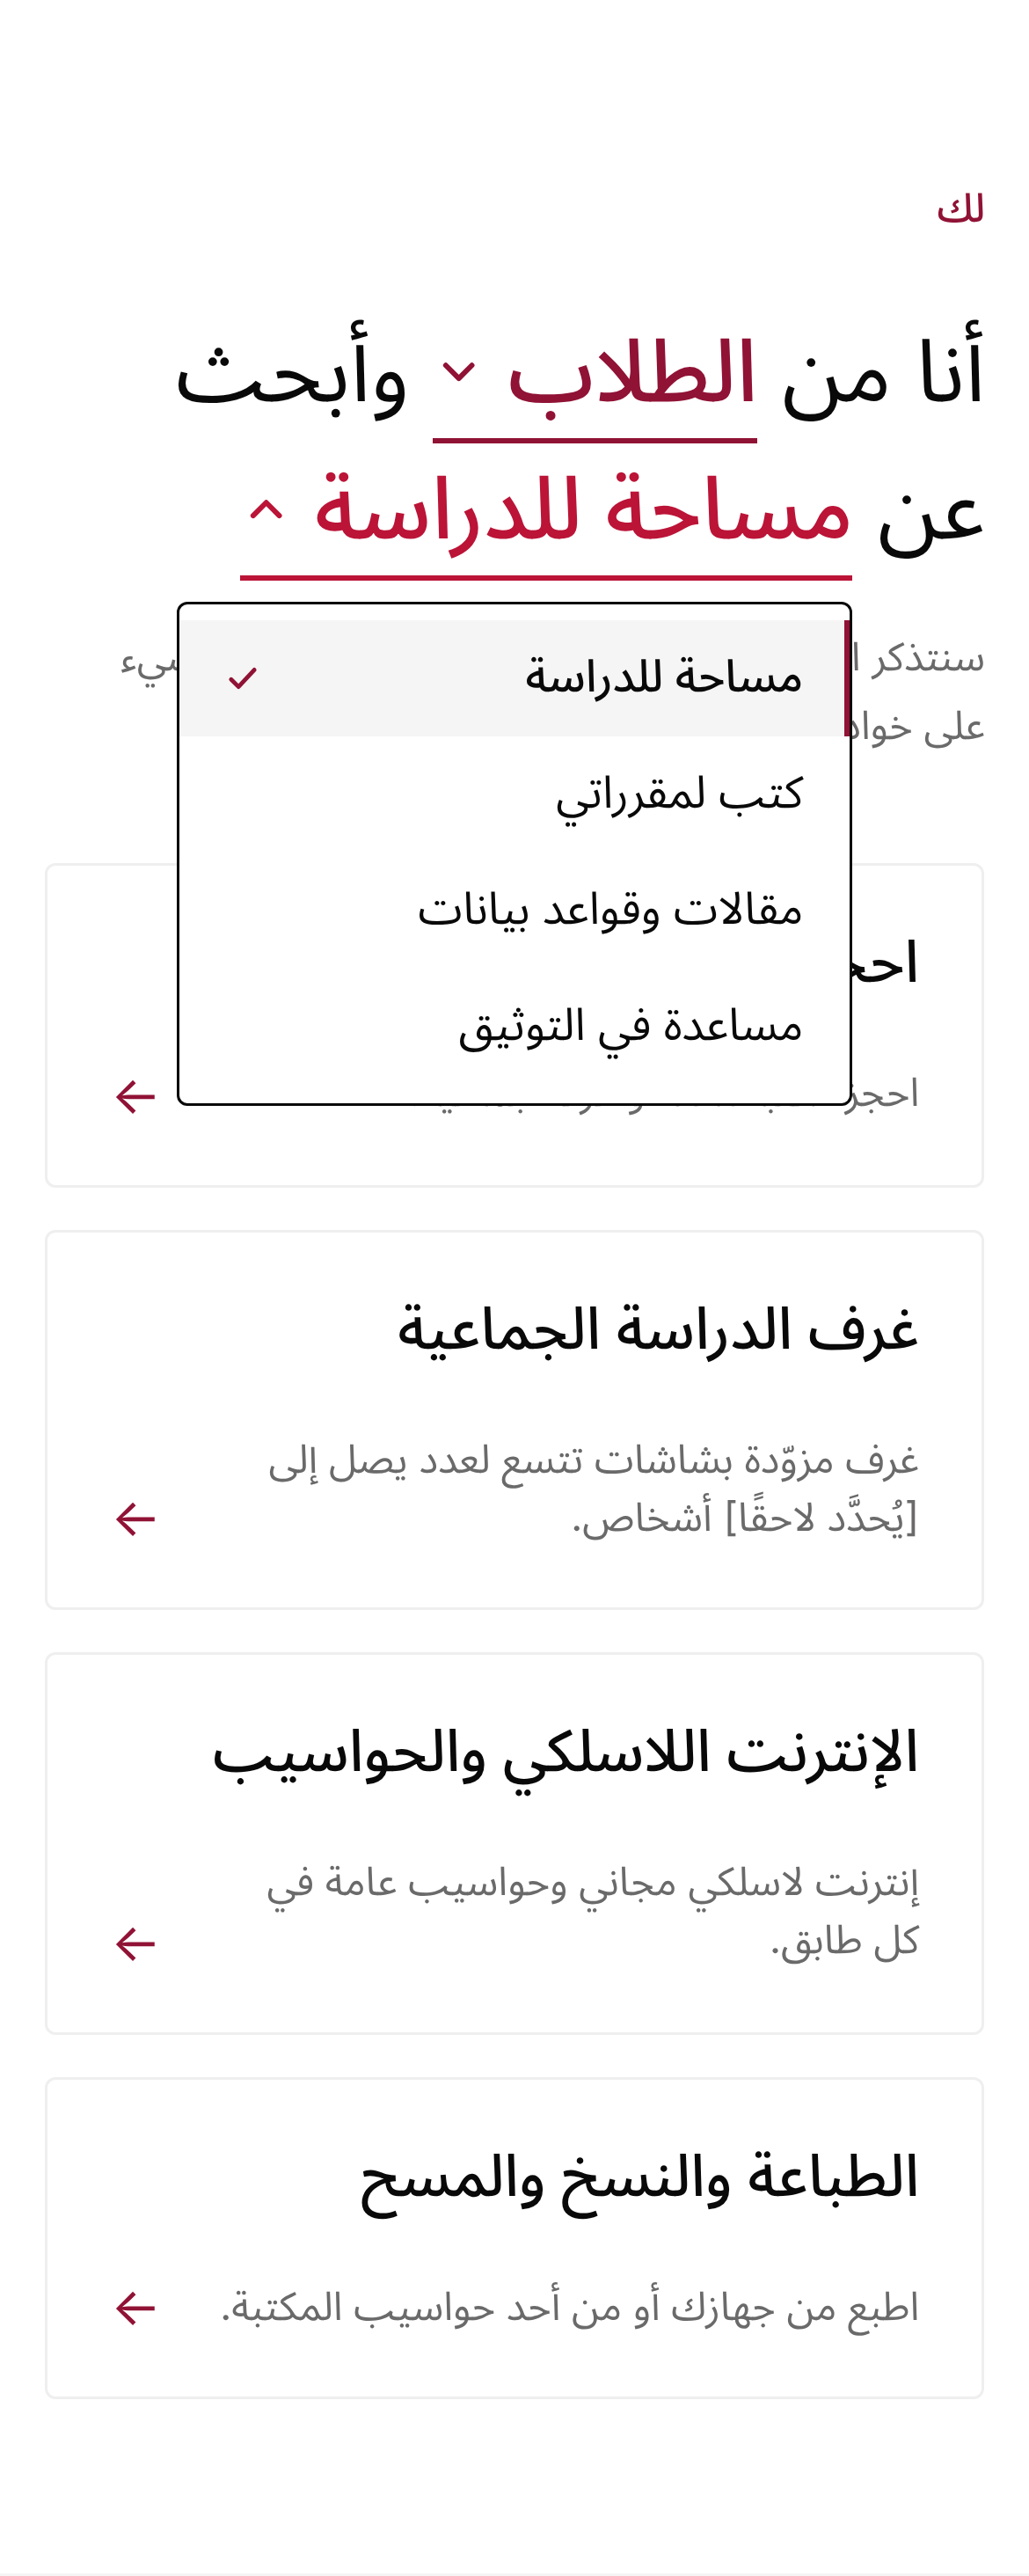 لك
أنا من الطلاب وأبحث
عن مساحة للدراسة
سنتذكر
على
مساحة للدراسة
كتب لمقرراتي
مقالات وقواعد بيانات
مساعدة في التوثيق
غرف الدراسة الجماعية
غرف مزوّدة بشاشات تتسع لعدد يصل إلى
[يُحدَّد لاحقًا] أشخاص.
الإنترنت اللاسلكي والحواسيب
إنترنت لاسلكي مجاني وحواسيب عامة في
كل طابق.
الطباعة والنسخ والمسح
اطبع من جهازك أو من أحد حواسيب المكتبة.